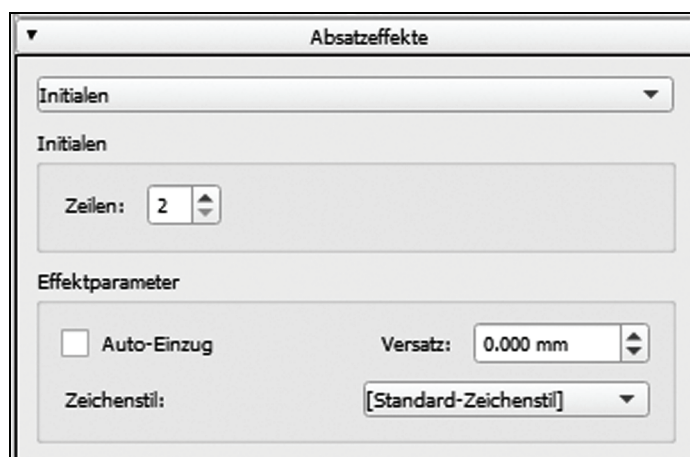 Absatzeffekte
Initialen
Initialen
Zeilen: 2
Effektparameter
Auto-Einzug Versatz: 0.000 mm
Zeichenstil: [Standard-Zeichenstil]